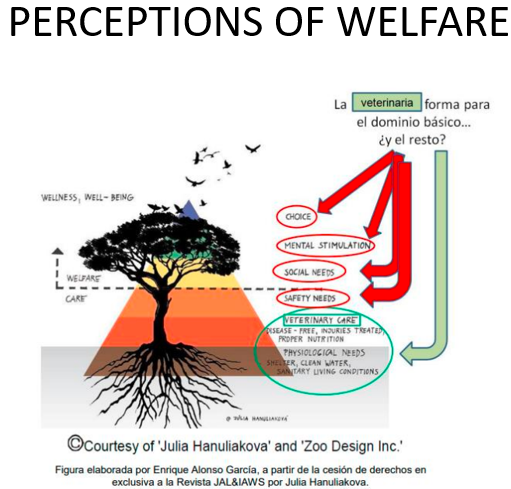 PERCEPTIONS OF WELFARE
La veterinaria forma para
el dominio básico...
¿y el resto?
WELLNESS, WELL-BEING
CHOICE
MENTAL STIMULATION
SOCIAL NEEDS
WELFARE
CARE
SAFETY NEEDS
VETERINARY CARE
DISEASE-FREE, INJURIES TREATED,
PROPER NUTRITION
PHYSIOLOGICAL NEEDS
SHELTER, CLEAN WATER,
SANITARY LIVING CONDITIONS
© JULIA HANULIAKOVA
©Courtesy of 'Julia Hanuliakova' and 'Zoo Design Inc.'
Figura elaborada por Enrique Alonso García, a partir de la cesión de derechos en
exclusiva a la Revista JAL&IAWS por Julia Hanuliakova.